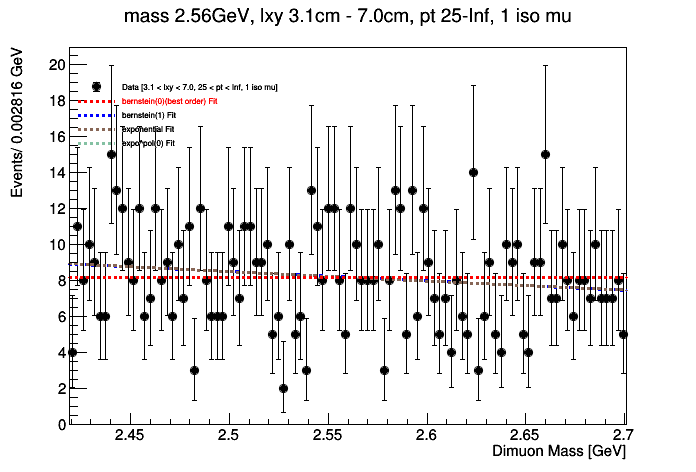 mass 2.56GeV, lxy 3.1cm - 7.0cm, pt 25-Inf, 1 iso mu
Events/ 0.002816 GeV
20
18
16
14
12
10
8
6
4
2
0
Data [3.1 < lxy < 7.0, 25 < pt < Inf, 1 iso mu]
bernstein(0)(best order) Fit
bernstein(1) Fit
exponential Fit
expo*pol(0) Fit
2.45 2.5 2.55 2.6 2.65 2.7
Dimuon Mass [GeV]